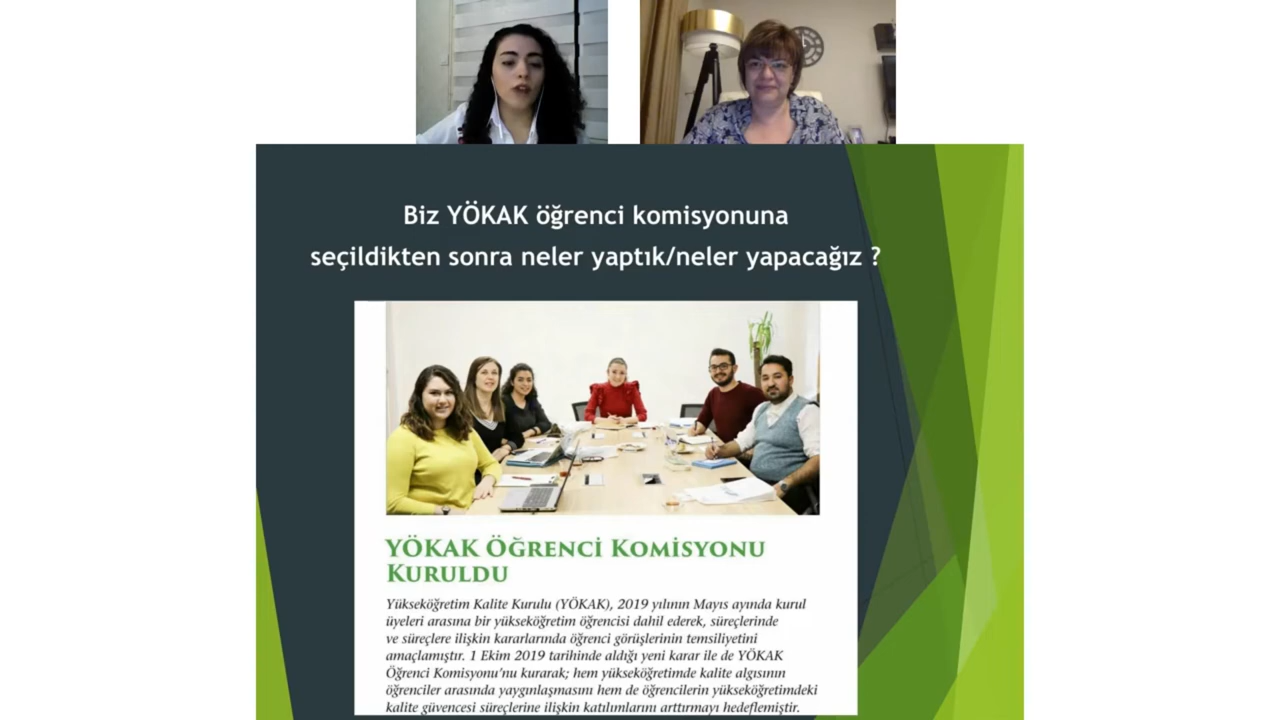 Biz YÖKAK öğrenci komisyonuna
seçildikten sonra neler yaptık/neler yapacağız ?
YÖKAK ÖĞRENCİ KOMİSYONU
KURULDU
Yükseköğretim Kalite Kurulu (YÖKAK), 2019 yılının Mayıs ayında kurul
üyeleri arasına bir yükseköğretim öğrencisi dahil ederek, süreçlerinde
ve süreçlere ilişkin kararlarında öğrenci görüşlerinin temsiliyetini
amaçlamıştır. 1 Ekim 2019 tarihinde aldığı yeni karar ile de YÖKAK
Öğrenci Komisyonu'nu kurarak; hem yükseköğretimde kalite algısının
öğrenciler arasında yaygınlaşmasını hem de öğrencilerin yükseköğretimdeki
kalite güvencesi süreçlerine ilişkin katılımlarını arttırmayı hedeflemiştir.